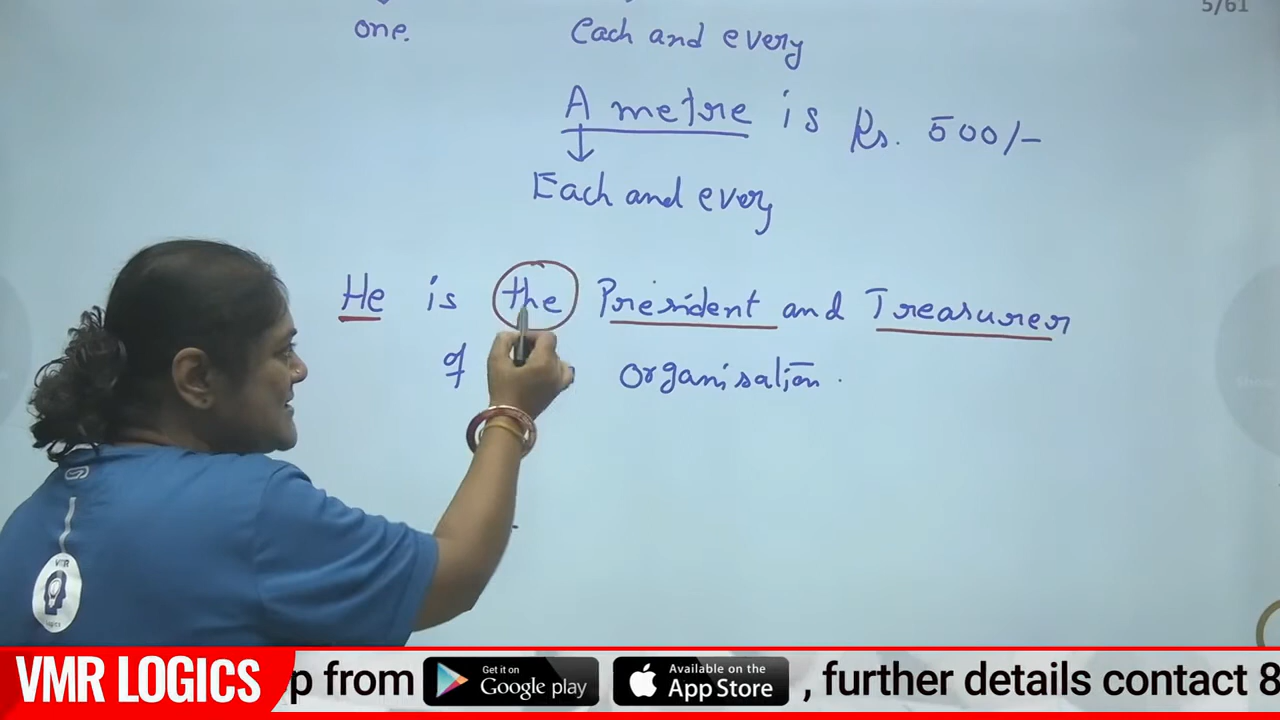 5/61
one. Each and every
A metre is Rs. 500/-
Each and every
He is the President and Treasurer
of organisation.
VMR
VMR LOGICS p from GET IT ON Google play Available on the App Store , further details contact 8